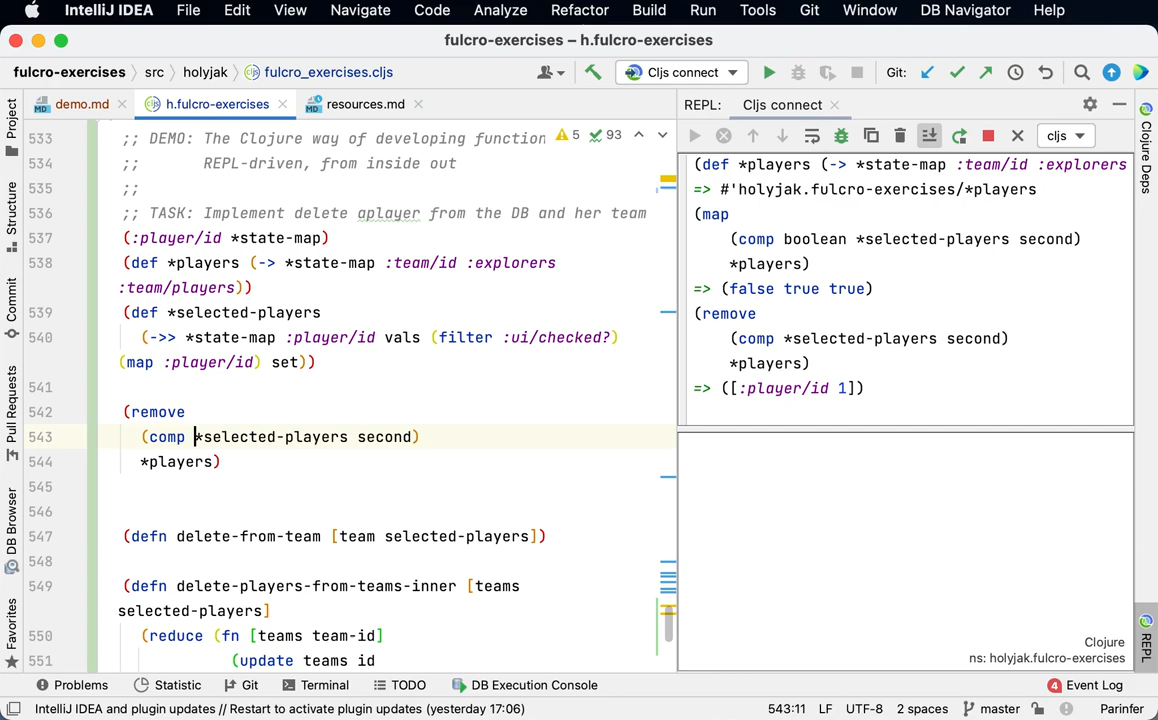 IntelliJ IDEA File Edit View Navigate Code Analyze Refactor Build Run Tools Git Window DB Navigator Help
fulcro-exercises – h.fulcro-exercises
fulcro-exercises src holyjak fulcro_exercises.cljs Cljs connect Git:
demo.md h.fulcro-exercises resources.md
REPL: Cljs connect
cljs
Project
Structure
Commit
Pull Requests
DB Browser
Favorites
5 93
533 ;; DEMO: The Clojure way of developing function
534 ;; REPL-driven, from inside out
535 ;;
536 ;; TASK: Implement delete aplayer from the DB and her team
537 (:player/id *state-map)
538 (def *players (-> *state-map :team/id :explorers
:team/players))
539 (def *selected-players
540 (->> *state-map :player/id vals (filter :ui/checked?)
(map :player/id) set))
541
542 (remove
543 (comp *selected-players second)
544 *players)
545
546
547 (defn delete-from-team [team selected-players])
548
549 (defn delete-players-from-teams-inner [teams
selected-players]
550 (reduce (fn [teams team-id]
551 (update teams id
(def *players (-> *state-map :team/id :explorers
=> #'holyjak.fulcro-exercises/*players
(map
(comp boolean *selected-players second)
*players)
=> (false true true)
(remove
(comp *selected-players second)
*players)
=> ([:player/id 1])
Clojure
ns: holyjak.fulcro-exercises
Clojure Deps
REPL
Problems Statistic Git Terminal TODO DB Execution Console 4 Event Log
IntelliJ IDEA and plugin updates // Restart to activate plugin updates (yesterday 17:06) 543:11 LF UTF-8 2 spaces master Parinfer